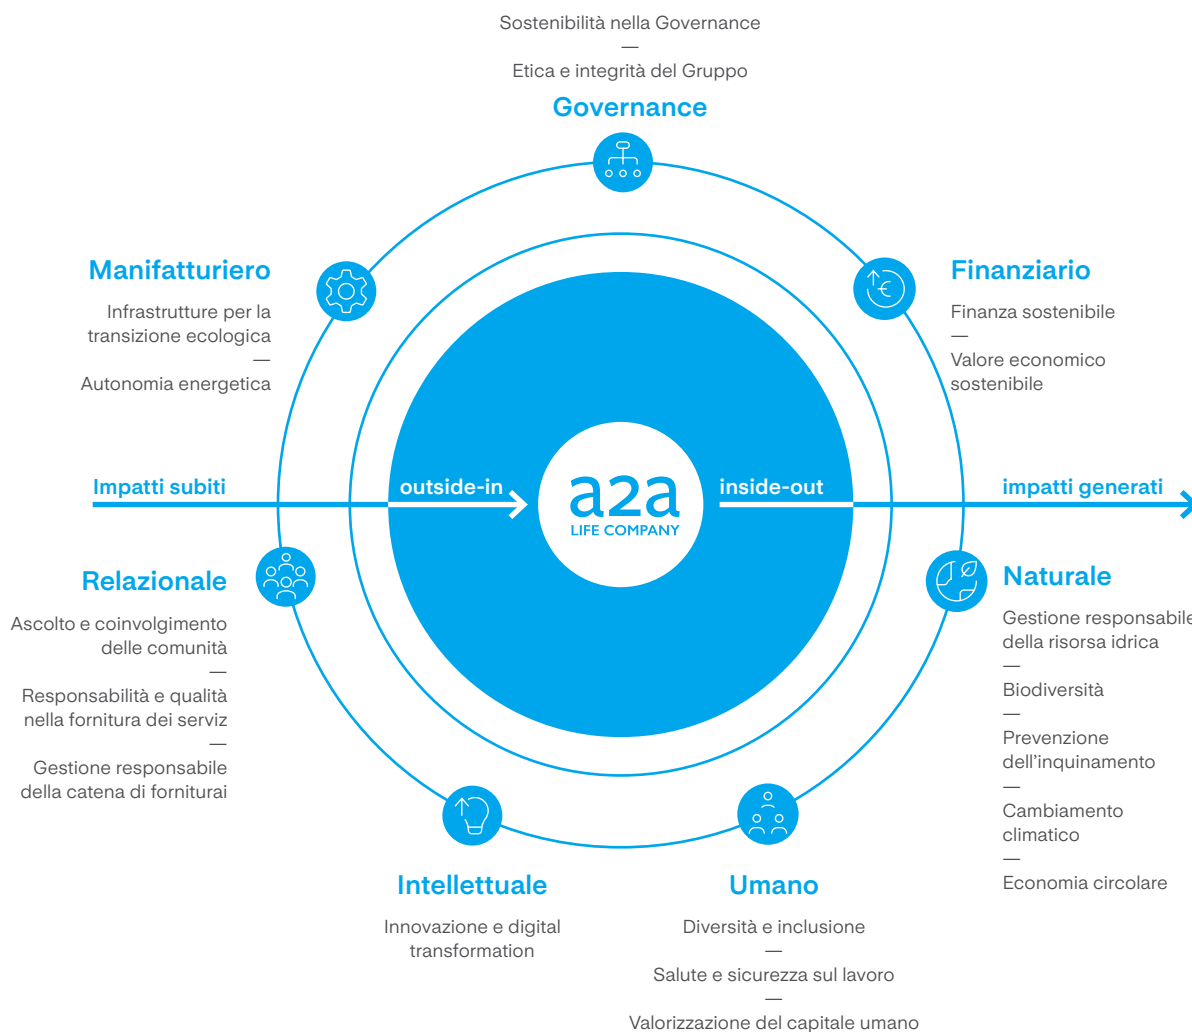 Sostenibilità nella Governance
—
Etica e integrità del Gruppo
Governance
Manifatturiero
Infrastrutture per la
transizione ecologica
—
Autonomia energetica
Finanziario
Finanza sostenibile
—
Valore economico
sostenibile
Impatti subiti
outside-in
a2a
LIFE COMPANY
inside-out
impatti generati
Relazionale
Ascolto e coinvolgimento
delle comunità
—
Responsabilità e qualità
nella fornitura dei serviz
—
Gestione responsabile
della catena di forniturai
Naturale
Gestione responsabile
della risorsa idrica
—
Biodiversità
—
Prevenzione
dell'inquinamento
—
Cambiamento
climatico
—
Economia circolare
Intellettuale
Innovazione e digital
transformation
Umano
Diversità e inclusione
—
Salute e sicurezza sul lavoro
—
Valorizzazione del capitale umano